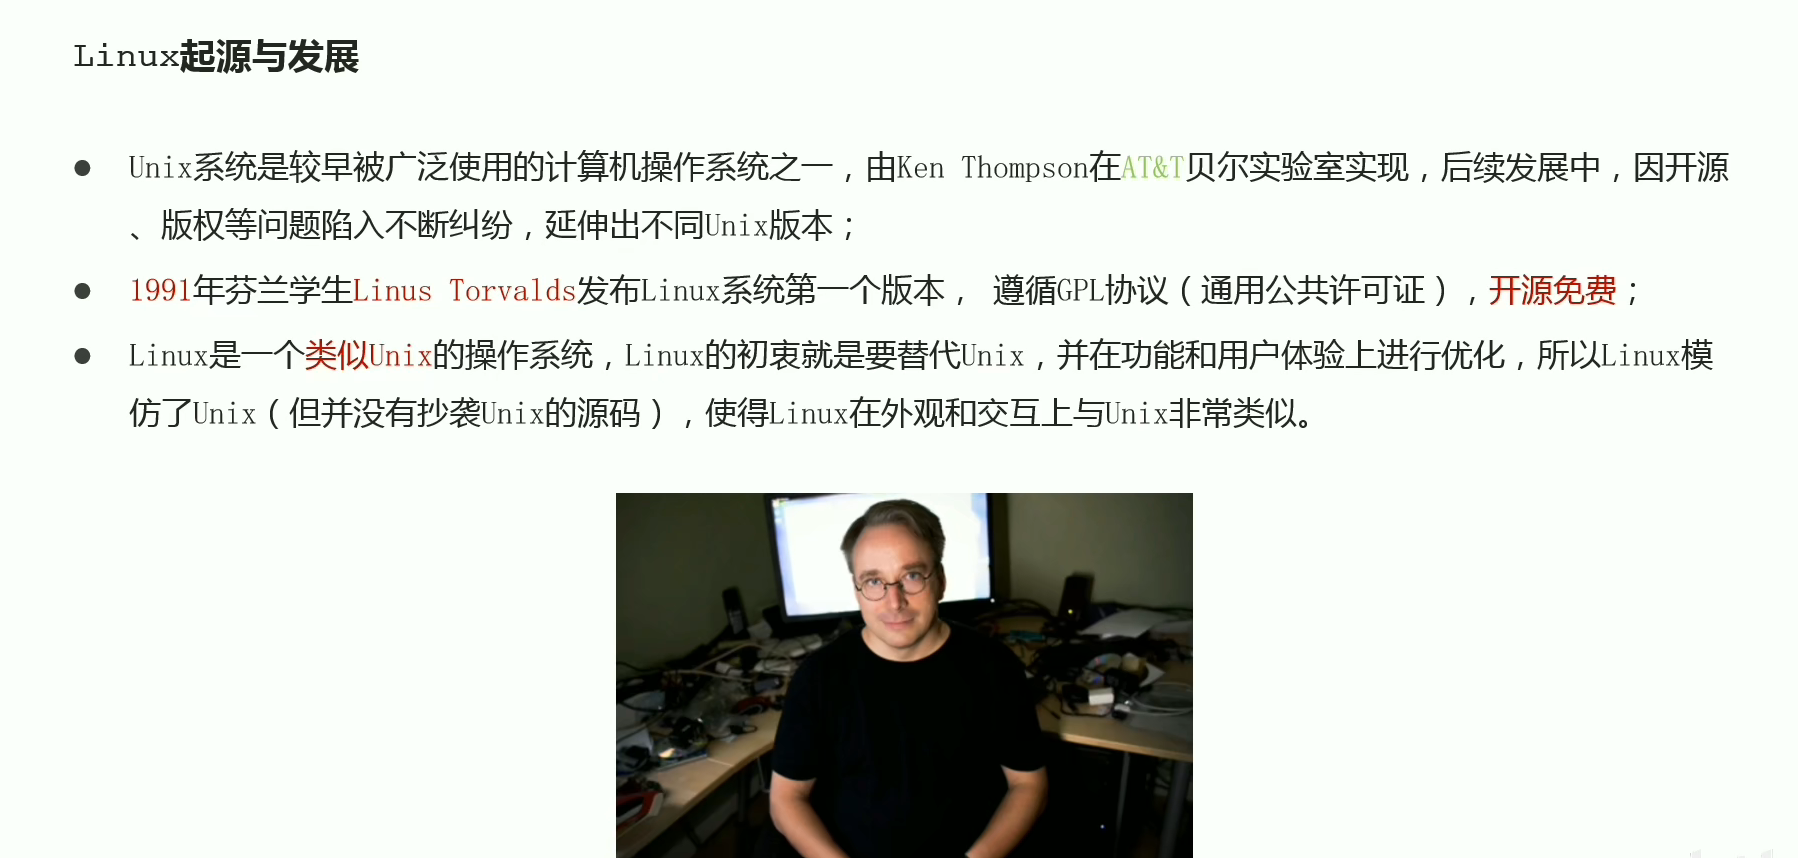 Linux起源与发展
● Unix系统是较早被广泛使用的计算机操作系统之一，由Ken Thompson在AT&T贝尔实验室实现，后续发展中，因开源
、版权等问题陷入不断纠纷，延伸出不同Unix版本；
● 1991年芬兰学生Linus Torvalds发布Linux系统第一个版本， 遵循GPL协议（通用公共许可证），开源免费；
● Linux是一个类似Unix的操作系统，Linux的初衷就是要替代Unix，并在功能和用户体验上进行优化，所以Linux模
仿了Unix（但并没有抄袭Unix的源码），使得Linux在外观和交互上与Unix非常类似。